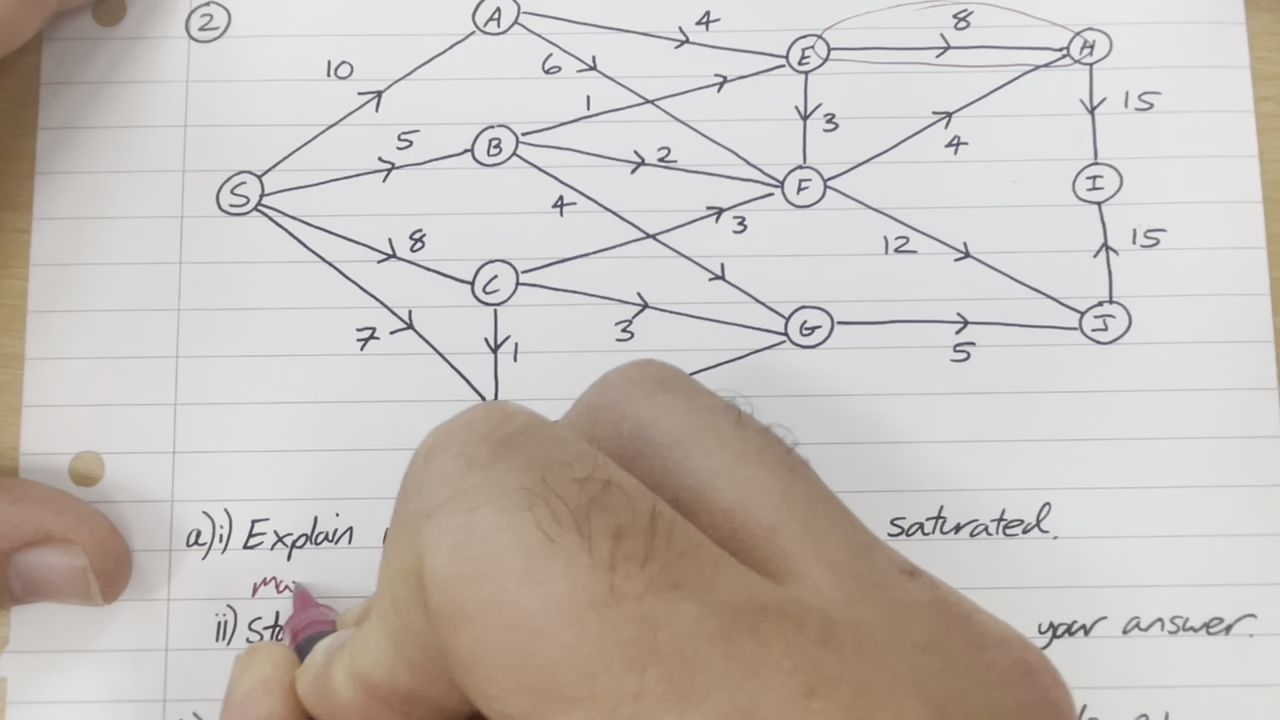 2
A 4 E 8 H
10 6 1 3 15
S 5 B 2 F 4 I
8 4 3 12 15
7 C 3 G 5 J
1
a)i) Explain saturated.
ma
ii) your answer.